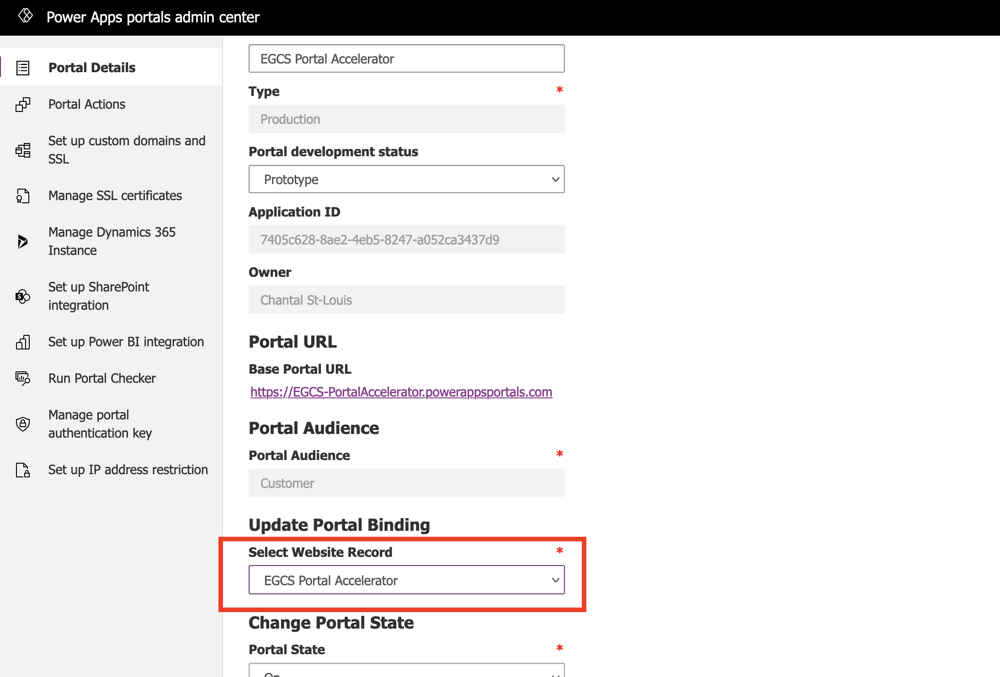 Power Apps portals admin center
Portal Details
Portal Actions
Set up custom domains and
SSL
Manage SSL certificates
Manage Dynamics 365
Instance
Set up SharePoint
integration
Set up Power BI integration
Run Portal Checker
Manage portal
authentication key
Set up IP address restriction
EGCS Portal Accelerator
Type *
Production
Portal development status
Prototype
Application ID
7405c628-8ae2-4eb5-8247-a052ca3437d9
Owner
Chantal St-Louis
Portal URL
Base Portal URL
https://EGCS-PortalAccelerator.powerappsportals.com
Portal Audience
Portal Audience *
Customer
Update Portal Binding
Select Website Record *
EGCS Portal Accelerator
Change Portal State
Portal State *
On